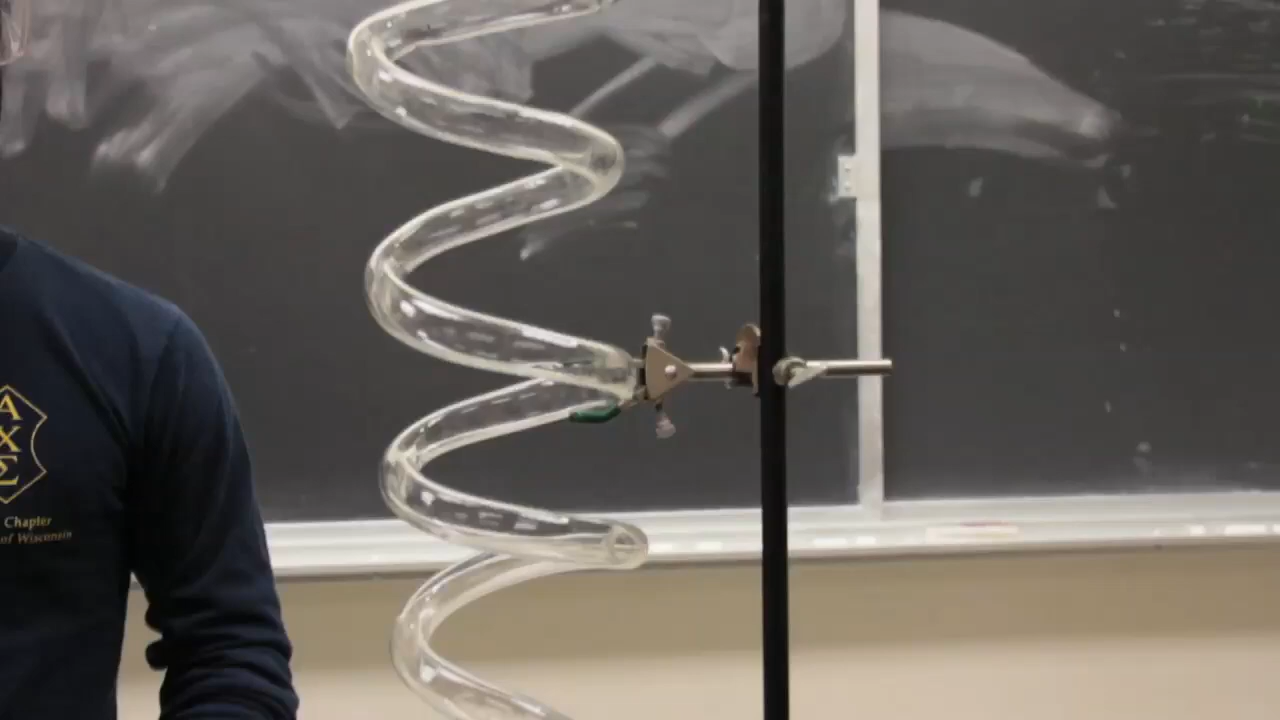 Α
Χ
Σ
Chapter
of Wisconsin